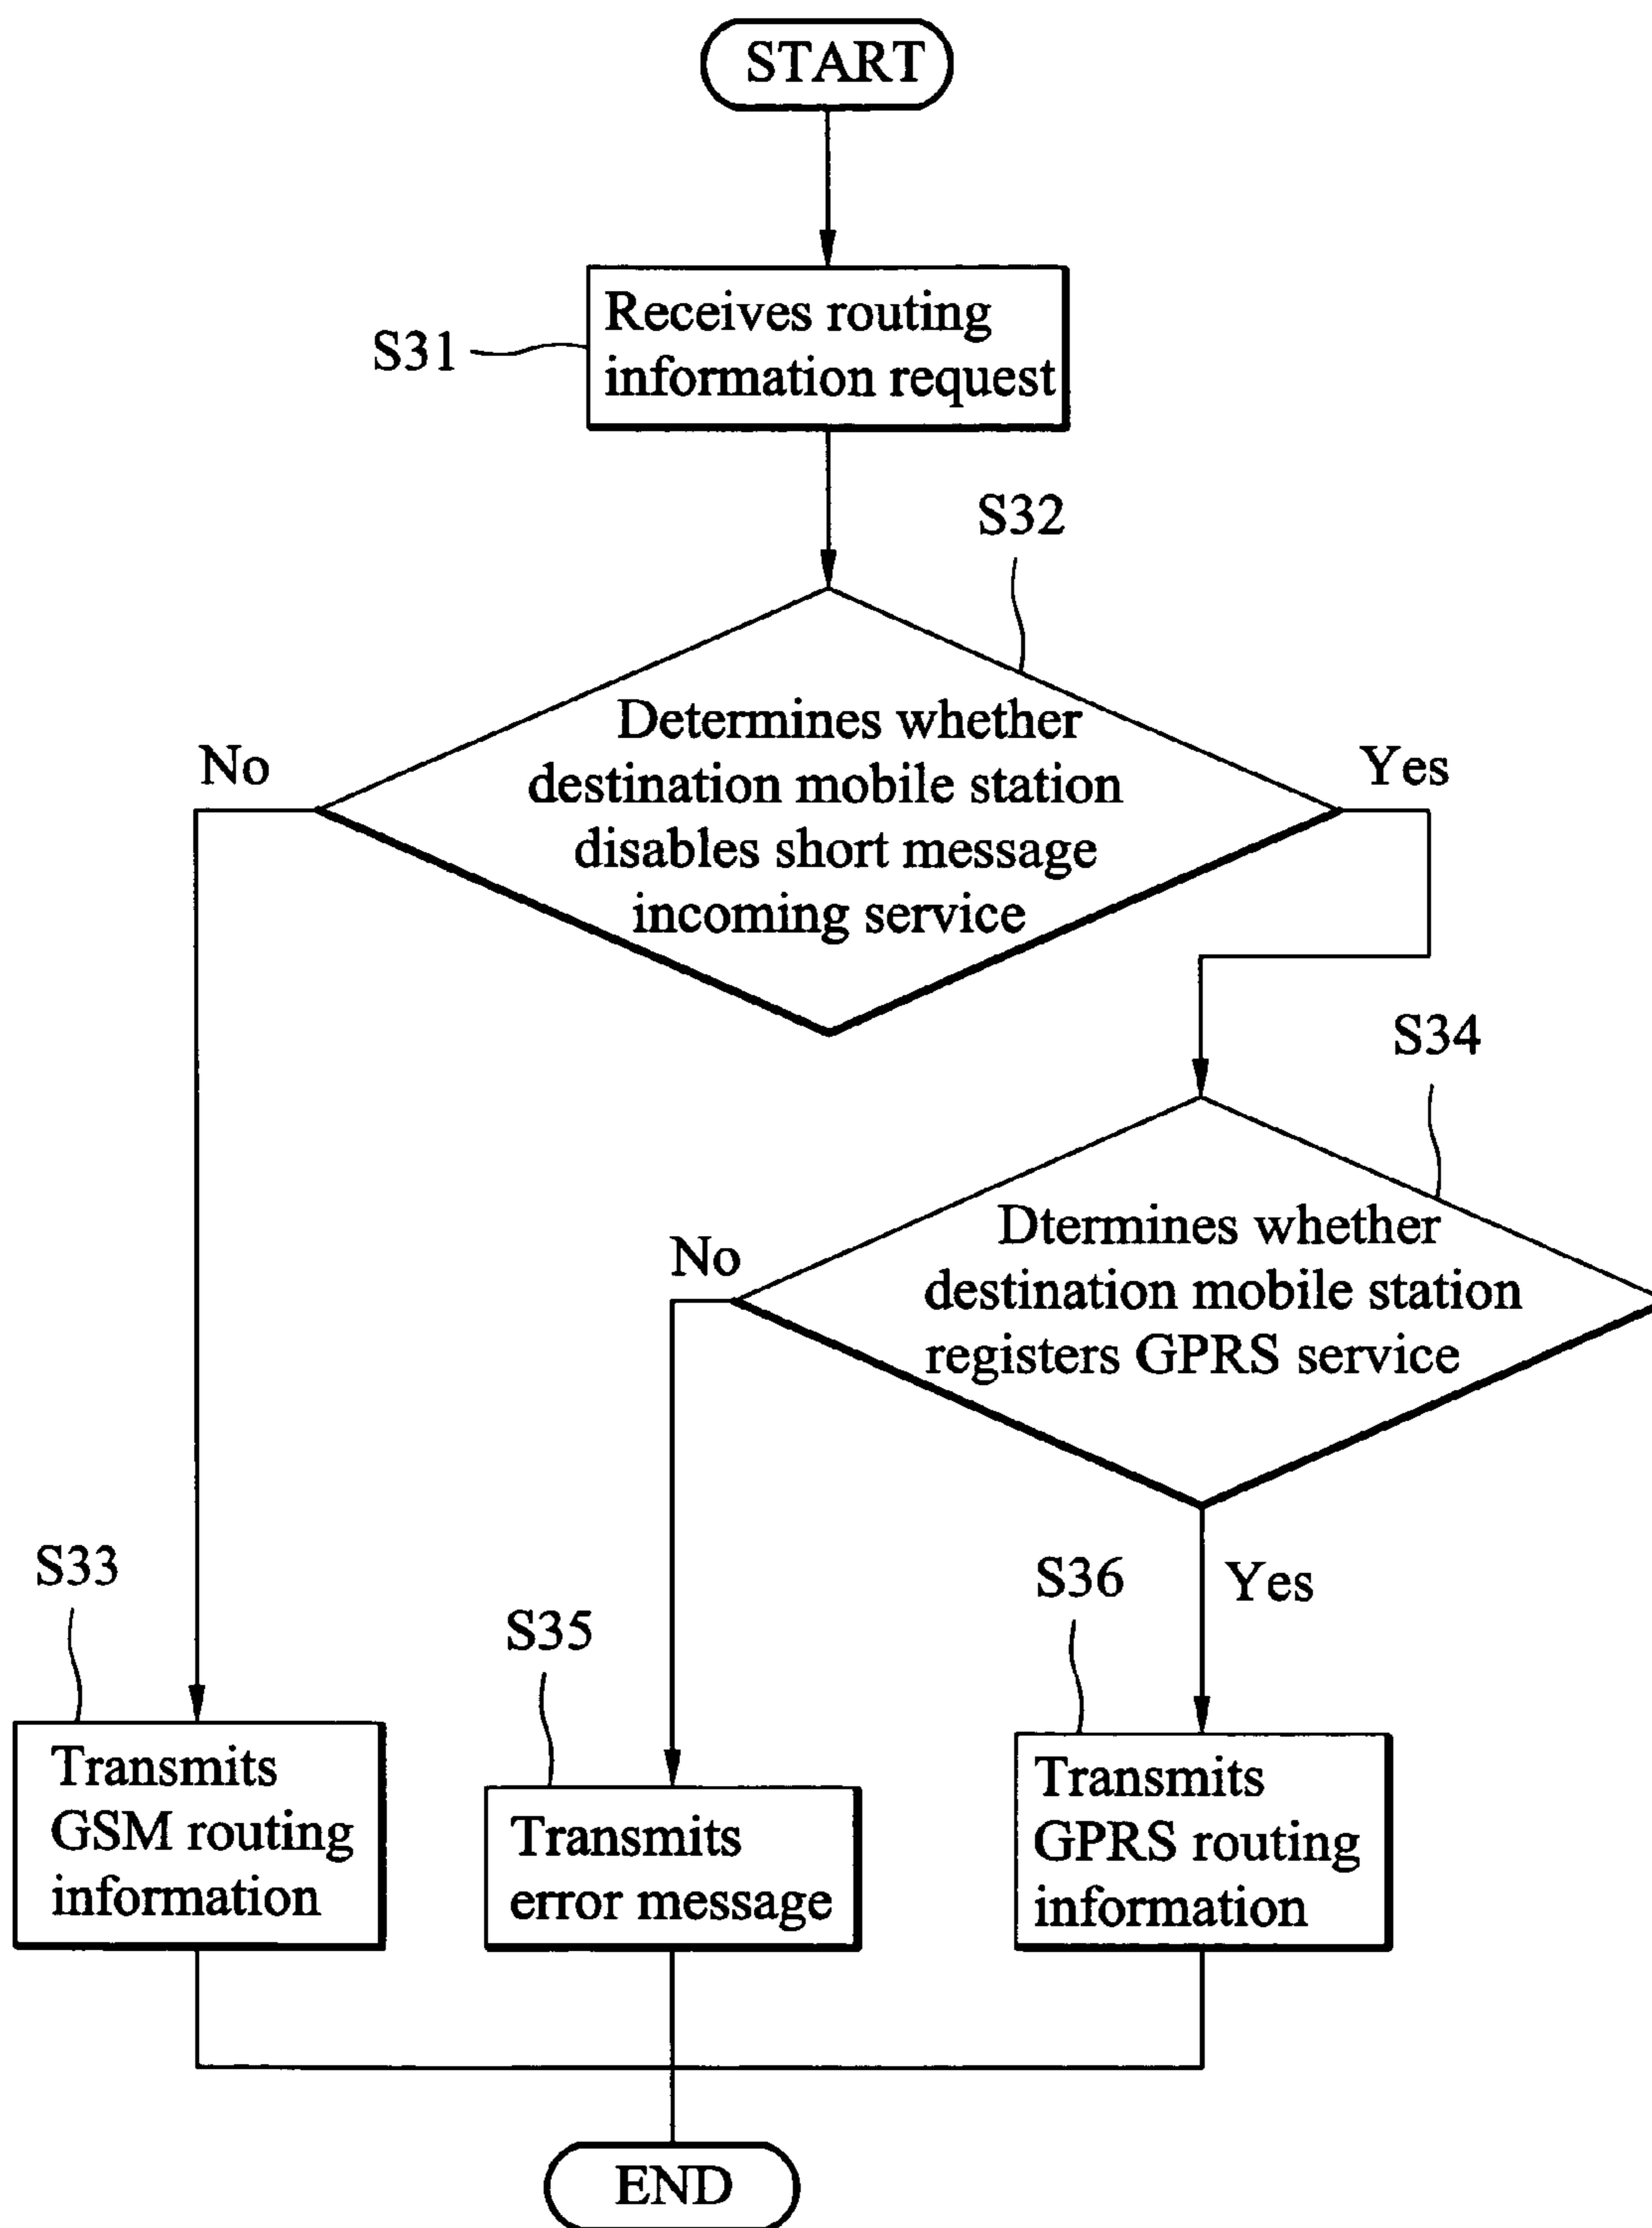 START
S31
Receives routing
information request
S32
Determines whether
destination mobile station
disables short message
incoming service
No
Yes
S34
Dtermines whether
destination mobile station
registers GPRS service
No
Yes
S33
Transmits
GSM routing
information
S35
Transmits
error message
S36
Transmits
GPRS routing
information
END